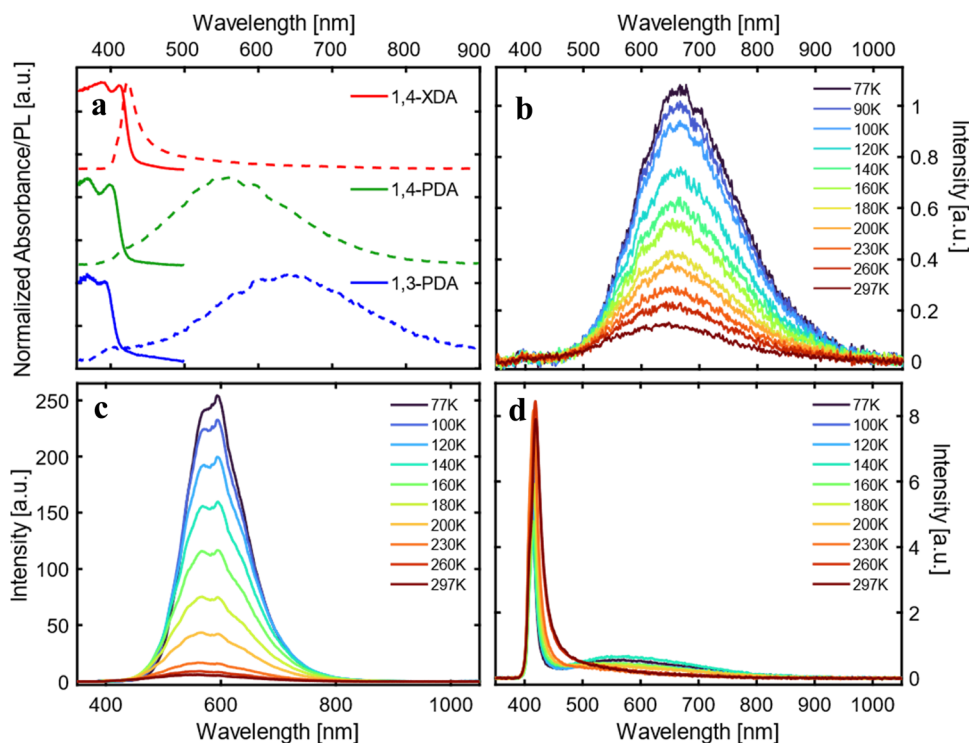 Wavelength [nm]
400 500 600 700 800 900
Normalized Absorbance/PL [a.u.]
a
1,4-XDA
1,4-PDA
1,3-PDA
Wavelength [nm]
400 500 600 700 800 900 1000
b
77K
90K
100K
120K
140K
160K
180K
200K
230K
260K
297K
1
0.8
0.6
0.4
0.2
0
Intensity [a.u.]
Intensity [a.u.]
250
200
150
100
50
0
c
77K
100K
120K
140K
160K
180K
200K
230K
260K
297K
400 600 800 1000
Wavelength [nm]
d
77K
100K
120K
140K
160K
180K
200K
230K
260K
297K
8
6
4
2
0
Intensity [a.u.]
400 500 600 700 800 900 1000
Wavelength [nm]